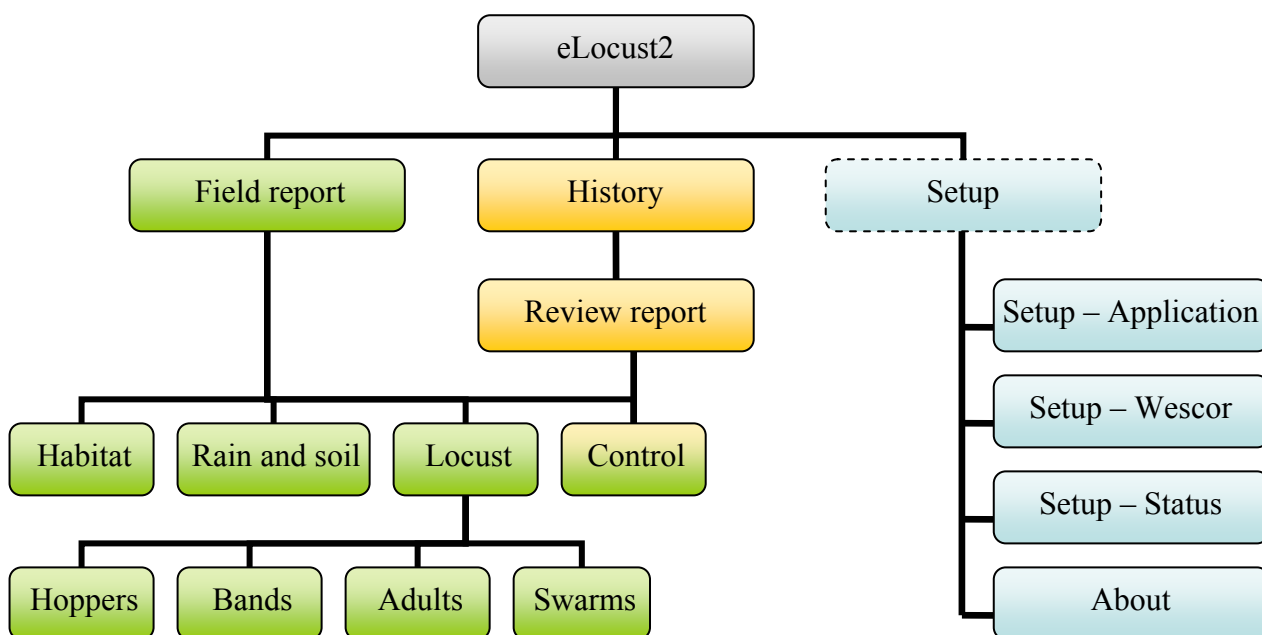 eLocust2
Field report
History
Setup
Review report
Setup – Application
Setup – Wescor
Setup – Status
About
Habitat
Rain and soil
Locust
Control
Hoppers
Bands
Adults
Swarms